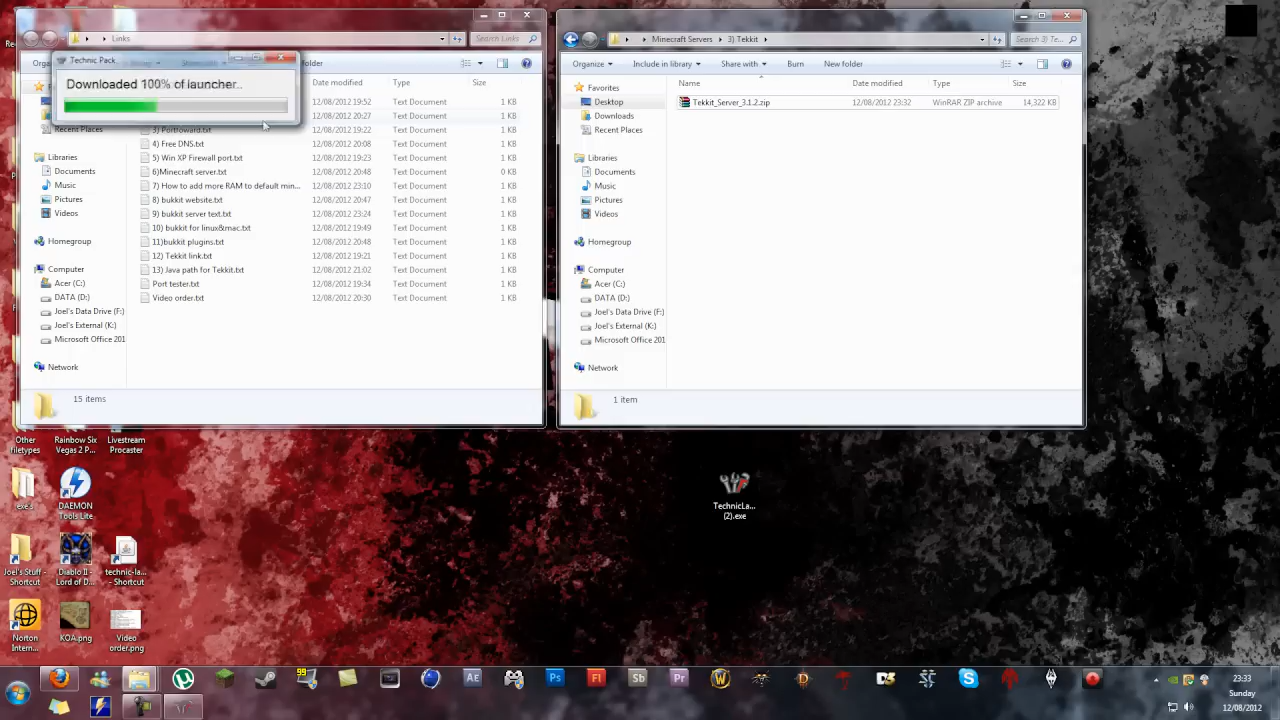 Links
Search Links
Technic Pack
Downloaded 100% of launcher...
Recent Places
Libraries
Documents
Music
Pictures
Videos
Homegroup
Computer
Acer (C:)
DATA (D:)
Joel's Data Drive (F:)
Joel's External (K:)
Microsoft Office 201
Network
folder
Date modified Type Size
12/08/2012 19:52 Text Document 1 KB
12/08/2012 20:27 Text Document 1 KB
3) Portforward.txt 12/08/2012 19:22 Text Document 1 KB
4) Free DNS.txt 12/08/2012 20:08 Text Document 1 KB
5) Win XP Firewall port.txt 12/08/2012 19:23 Text Document 1 KB
6)Minecraft server.txt 12/08/2012 20:48 Text Document 0 KB
7) How to add more RAM to default min... 12/08/2012 23:10 Text Document 1 KB
8) bukkit website.txt 12/08/2012 20:47 Text Document 1 KB
9) bukkit server text.txt 12/08/2012 23:24 Text Document 1 KB
10) bukkit for linux&mac.txt 12/08/2012 19:49 Text Document 1 KB
11)bukkit plugins.txt 12/08/2012 20:48 Text Document 1 KB
12) Tekkit link.txt 12/08/2012 19:21 Text Document 1 KB
13) Java path for Tekkit.txt 12/08/2012 21:02 Text Document 1 KB
Port tester.txt 12/08/2012 19:34 Text Document 1 KB
Video order.txt 12/08/2012 20:30 Text Document 1 KB
15 items
Minecraft Servers 3) Tekkit
Search 3) Te...
Organize Include in library Share with Burn New folder
Name Date modified Type Size
Tekkit_Server_3.1.2.zip 12/08/2012 23:32 WinRAR ZIP archive 14,322 KB
Favorites
Desktop
Downloads
Recent Places
Libraries
Documents
Music
Pictures
Videos
Homegroup
Computer
Acer (C:)
DATA (D:)
Joel's Data Drive (F:)
Joel's External (K:)
Microsoft Office 201
Network
1 item
Other filetypes
Rainbow Six Vegas 2 P...
Livestream Procaster
exe's
DAEMON Tools Lite
TechnicLa... (2).exe
Joel's Stuff - Shortcut
Diablo II - Lord of D...
technic-la... - Shortcut
Norton Intern...
KOA.png
Video order.png
99
AE
Ps
Fl
Sb
Pr
23:33
Sunday
12/08/2012